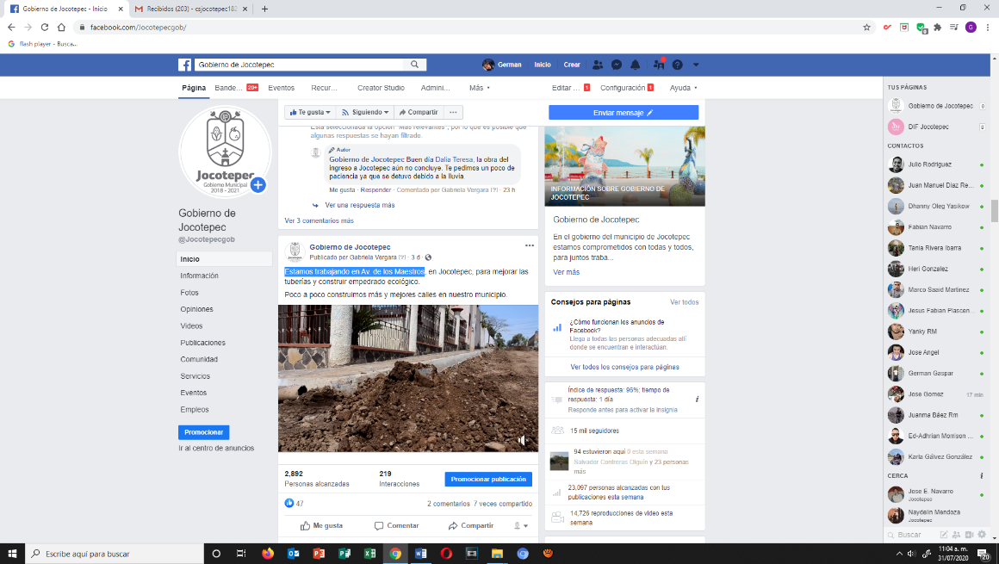 Gobierno de Jocotepec - Inicio
Recibidos (203) - csjocotepec182
facebook.com/Jocotepecgob/
flash player - Busca...
Gobierno de Jocotepec
German Inicio Crear
Página Bande... 20+ Eventos Recur... Creator Studio Admini... Más Editar ... 1 Configuración 1 Ayuda
Te gusta Siguiendo Compartir ...
Enviar mensaje
Jocotepec
Gobierno Municipal
2018 - 2021
Gobierno de
Jocotepec
@Jocotepecgob
Inicio
Información
Fotos
Opiniones
Videos
Publicaciones
Comunidad
Servicios
Eventos
Empleos
Promocionar
Ir al centro de anuncios
Está seleccionada la opción "Más relevantes", por lo que es posible que
algunas respuestas se hayan filtrado.
Autor
Gobierno de Jocotepec Buen día Dalia Teresa, la obra del
ingreso a Jocotepec aún no concluye. Te pedimos un poco de
paciencia ya que se detuvo debido a la lluvia.
Me gusta · Responder · Comentado por Gabriela Vergara [?] · 23 h
Ver una respuesta más
Ver 3 comentarios más
Gobierno de Jocotepec
Publicado por Gabriela Vergara [?] · 3 d ·
Estamos trabajando en Av. de los Maestros, en Jocotepec, para mejorar las
tuberías y construir empedrado ecológico.
Poco a poco construimos más y mejores calles en nuestro municipio.
2,892
Personas alcanzadas
219
Interacciones
Promocionar publicación
47
2 comentarios 7 veces compartido
Me gusta Comentar Compartir
INFORMACIÓN SOBRE GOBIERNO DE
JOCOTEPEC
Gobierno de Jocotepec
En el gobierno del municipio de Jocotepec
estamos comprometidos con todas y todos,
para juntos traba...
Ver más
Consejos para páginas Ver todos
¿Cómo funcionan los anuncios de
Facebook?
Llega a todas las personas adecuadas allí
donde se encuentran e interactúan.
Ver todos los consejos para páginas
Índice de respuesta: 96%; tiempo de
respuesta: 1 día
Responde antes para activar la insignia
15 mil seguidores
94 estuvieron aquí 0 esta semana
Salvador Contreras Olguín y 23 personas
más
23,097 personas alcanzadas con tus
publicaciones esta semana
14,726 reproducciones de video esta
semana
TUS PÁGINAS
Gobierno de Jocotepec
DIF Jocotepec
CONTACTOS
Julio Rodriguez
Juan Manuel Diaz Re...
Dhanny Oleg Yasikow
Fabian Navarro
Tania Rivera Ibarra
Heri Gonzalez
Marco Saaid Martinez
Jesus Fabian Plascen...
Yanky RM
Jose Angel
German Gaspar
Jose Gomez 17 min
Juanma Báez Rm
Ed-Adhrian Morrison ...
Karla Gálvez González
CERCA
Jose E. Navarro
Jocotepec
Naydelin Mendoza
Jocotepec
Buscar
Escribe aquí para buscar
11:04 a. m.
31/07/2020
20